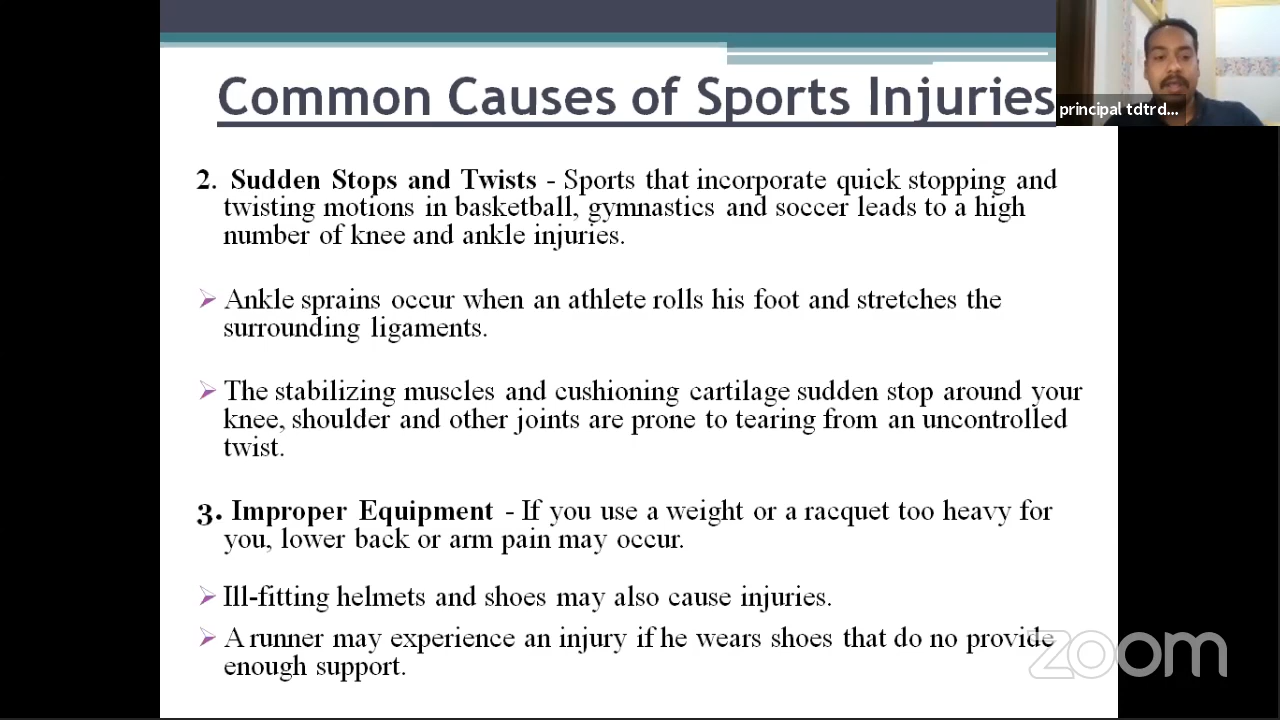 Common Causes of Sports Injuries
principal tdtrd...
2. Sudden Stops and Twists - Sports that incorporate quick stopping and
twisting motions in basketball, gymnastics and soccer leads to a high
number of knee and ankle injuries.
Ankle sprains occur when an athlete rolls his foot and stretches the
surrounding ligaments.
The stabilizing muscles and cushioning cartilage sudden stop around your
knee, shoulder and other joints are prone to tearing from an uncontrolled
twist.
3. Improper Equipment - If you use a weight or a racquet too heavy for
you, lower back or arm pain may occur.
Ill-fitting helmets and shoes may also cause injuries.
A runner may experience an injury if he wears shoes that do no provide
enough support.
zoom